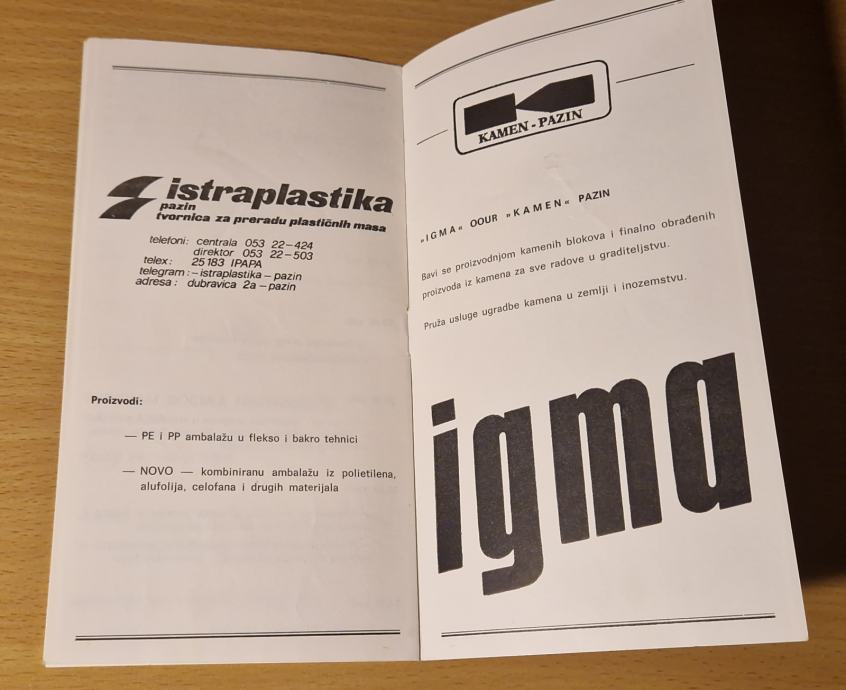 istraplastika
pazin
tvornica za preradu plastičnih masa
telefoni: centrala 053 22-424
direktor 053 22-503
telex: 25183 IPAPA
telegram: - istraplastika - pazin
adresa: dubravica 2a - pazin
Proizvodi:
— PE i PP ambalažu u flekso i bakro tehnici
— NOVO — kombiniranu ambalažu iz polietilena,
alufolija, celofana i drugih materijala
KAMEN - PAZIN
„IGMA“ OOUR „KAMEN“ PAZIN
Bavi se proizvodnjom kamenih blokova i finalno obrađenih
proizvoda iz kamena za sve radove u graditeljstvu.
Pruža usluge ugradbe kamena u zemlji i inozemstvu.
igma